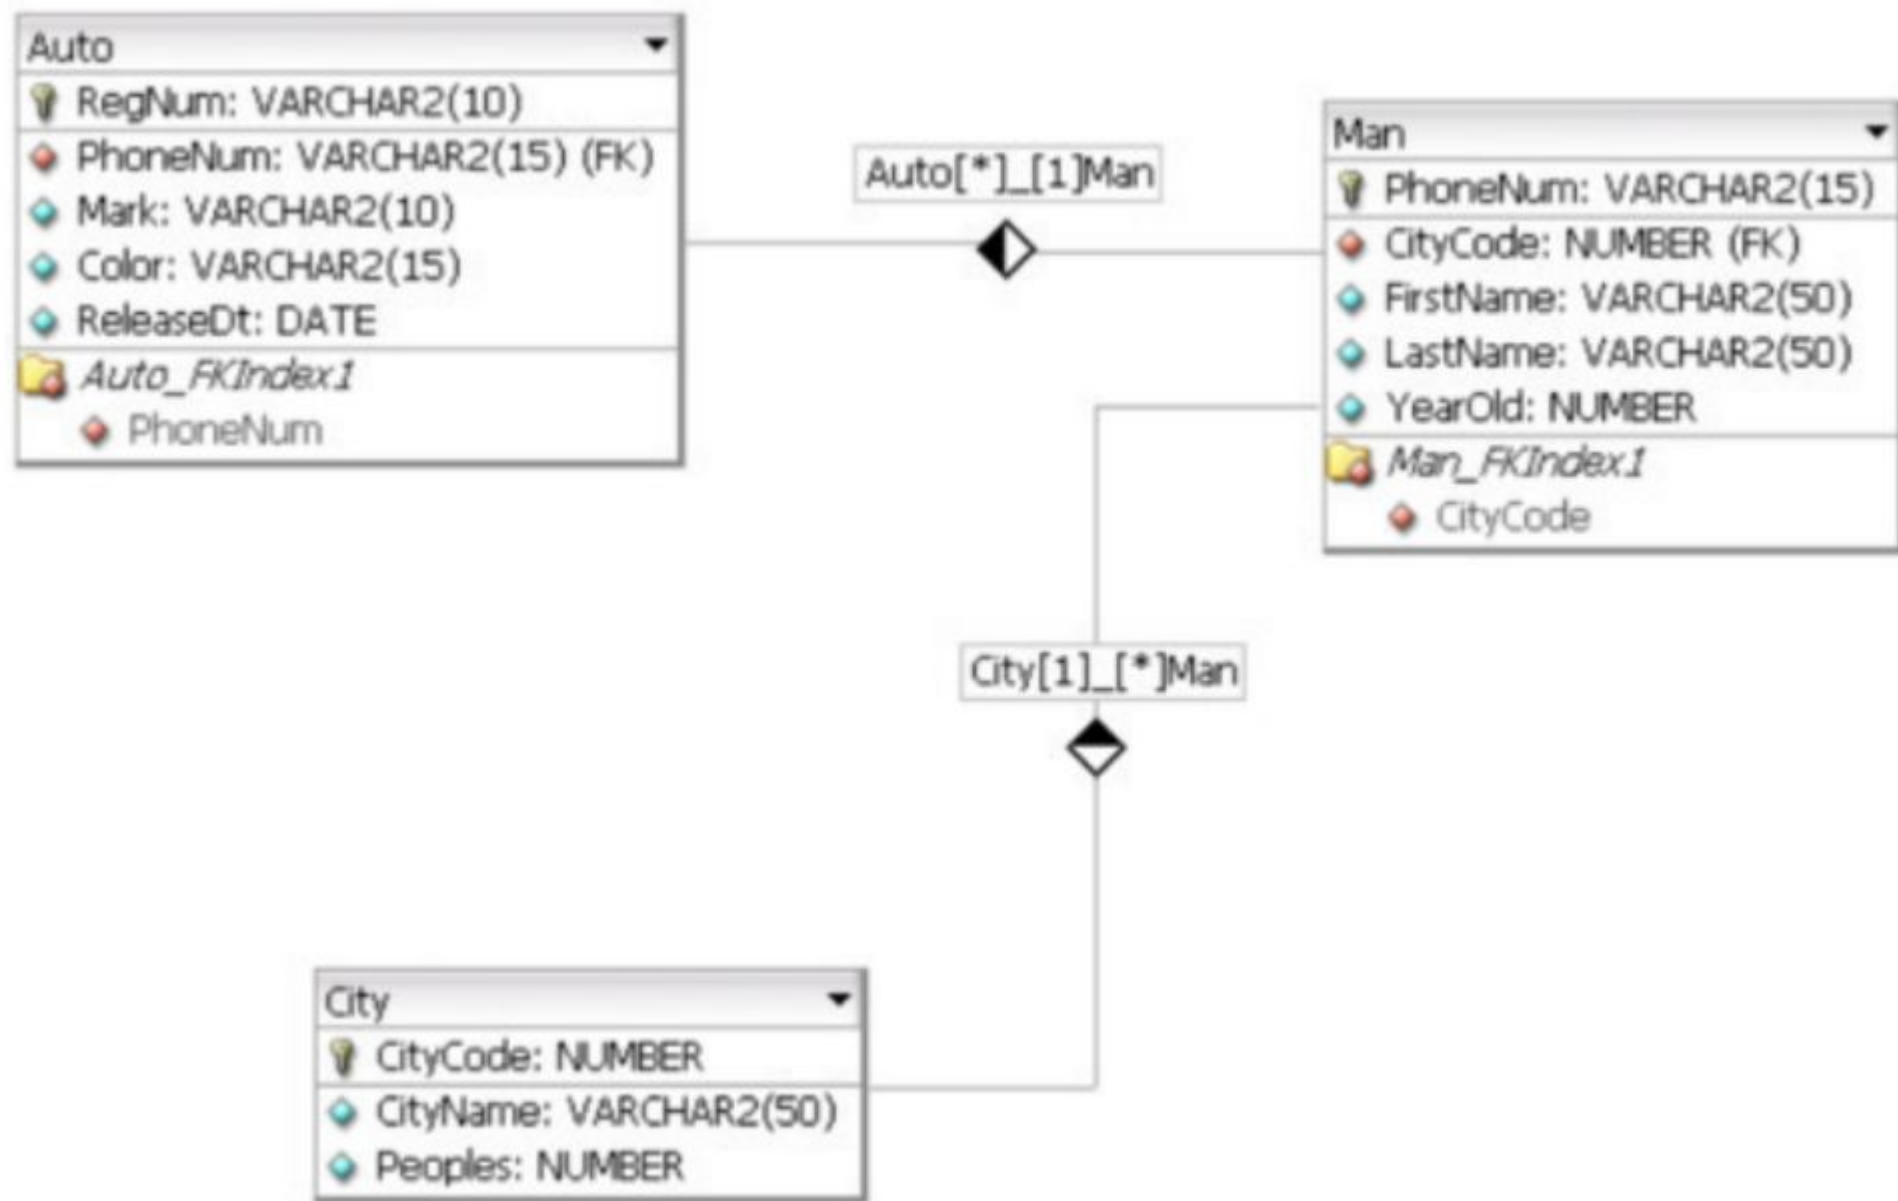 Auto
RegNum: VARCHAR2(10)
PhoneNum: VARCHAR2(15) (FK)
Mark: VARCHAR2(10)
Color: VARCHAR2(15)
ReleaseDt: DATE
Auto_FKIndex1
PhoneNum
Auto[*]_[1]Man
Man
PhoneNum: VARCHAR2(15)
CityCode: NUMBER (FK)
FirstName: VARCHAR2(50)
LastName: VARCHAR2(50)
YearOld: NUMBER
Man_FKIndex1
CityCode
City[1]_[*]Man
City
CityCode: NUMBER
CityName: VARCHAR2(50)
Peoples: NUMBER